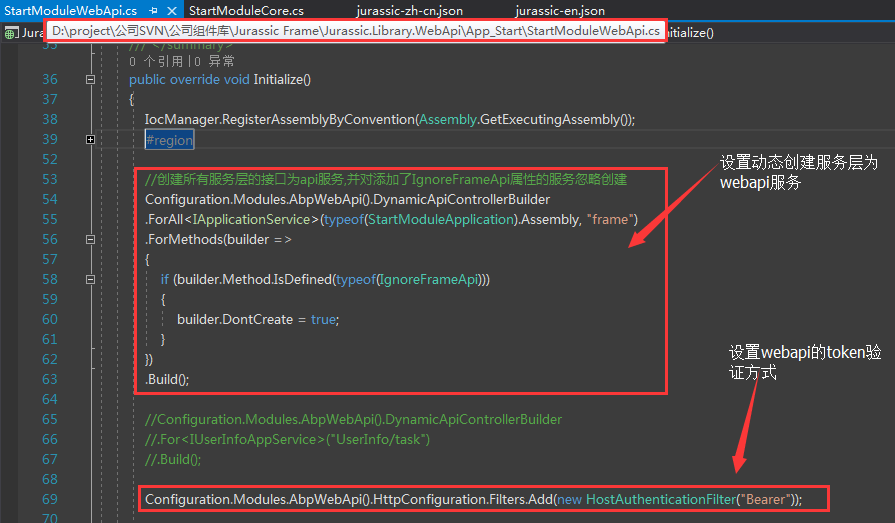 StartModuleWebApi.cs
StartModuleCore.cs
jurassic-zh-cn.json
jurassic-en.json
Jura
D:\project\公司SVN\公司组件库\Jurassic Frame\Jurassic.Library.WebApi\App_Start\StartModuleWebApi.cs
itialize()
35 /// </summary>
0 个引用 | 0 异常
36 public override void Initialize()
37 {
38 IocManager.RegisterAssemblyByConvention(Assembly.GetExecutingAssembly());
39 #region
52
53 //创建所有服务层的接口为api服务,并对添加了IgnoreFrameApi属性的服务忽略创建
54 Configuration.Modules.AbpWebApi().DynamicApiControllerBuilder
55 .ForAll<IApplicationService>(typeof(StartModuleApplication).Assembly, "frame")
56 .ForMethods(builder =>
57 {
58 if (builder.Method.IsDefined(typeof(IgnoreFrameApi)))
59 {
60 builder.DontCreate = true;
61 }
62 })
63 .Build();
64
65 //Configuration.Modules.AbpWebApi().DynamicApiControllerBuilder
66 //.For<IUserInfoAppService>("UserInfo/task")
67 //.Build();
68
69 Configuration.Modules.AbpWebApi().HttpConfiguration.Filters.Add(new HostAuthenticationFilter("Bearer"));
70
设置动态创建服务层为
webapi服务
设置webapi的token验
证方式